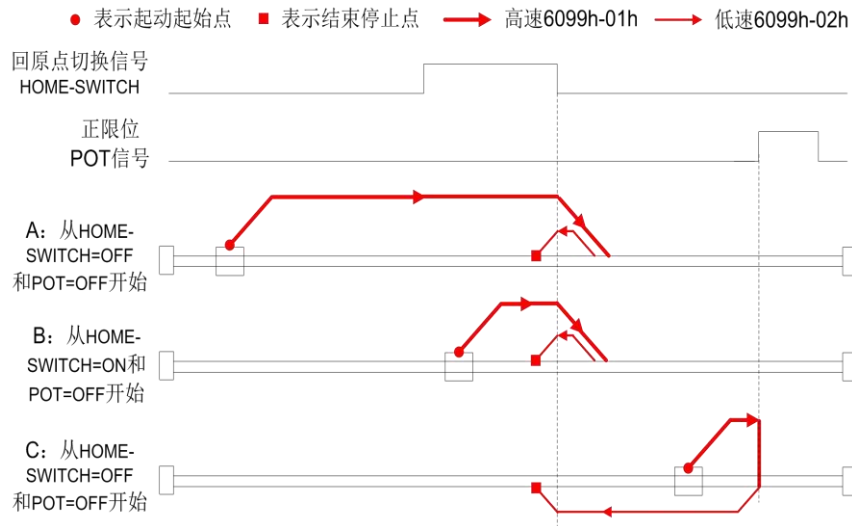 表示起动起始点 表示结束停止点 高速6099h-01h 低速6099h-02h
回原点切换信号
HOME-SWITCH
正限位
POT信号
A：从HOME-
SWITCH=OFF
和POT=OFF开始
B：从HOME-
SWITCH=ON和
POT=OFF开始
C：从HOME-
SWITCH=OFF
和POT=OFF开始